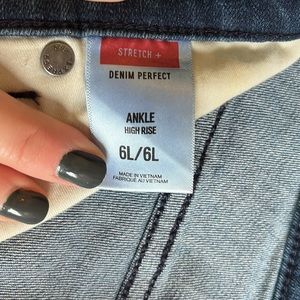 STRETCH +
DENIM PERFECT
ANKLE
HIGH RISE
6L/6L
MADE IN VIETNAM
FABRIQUÉ AU VIETNAM